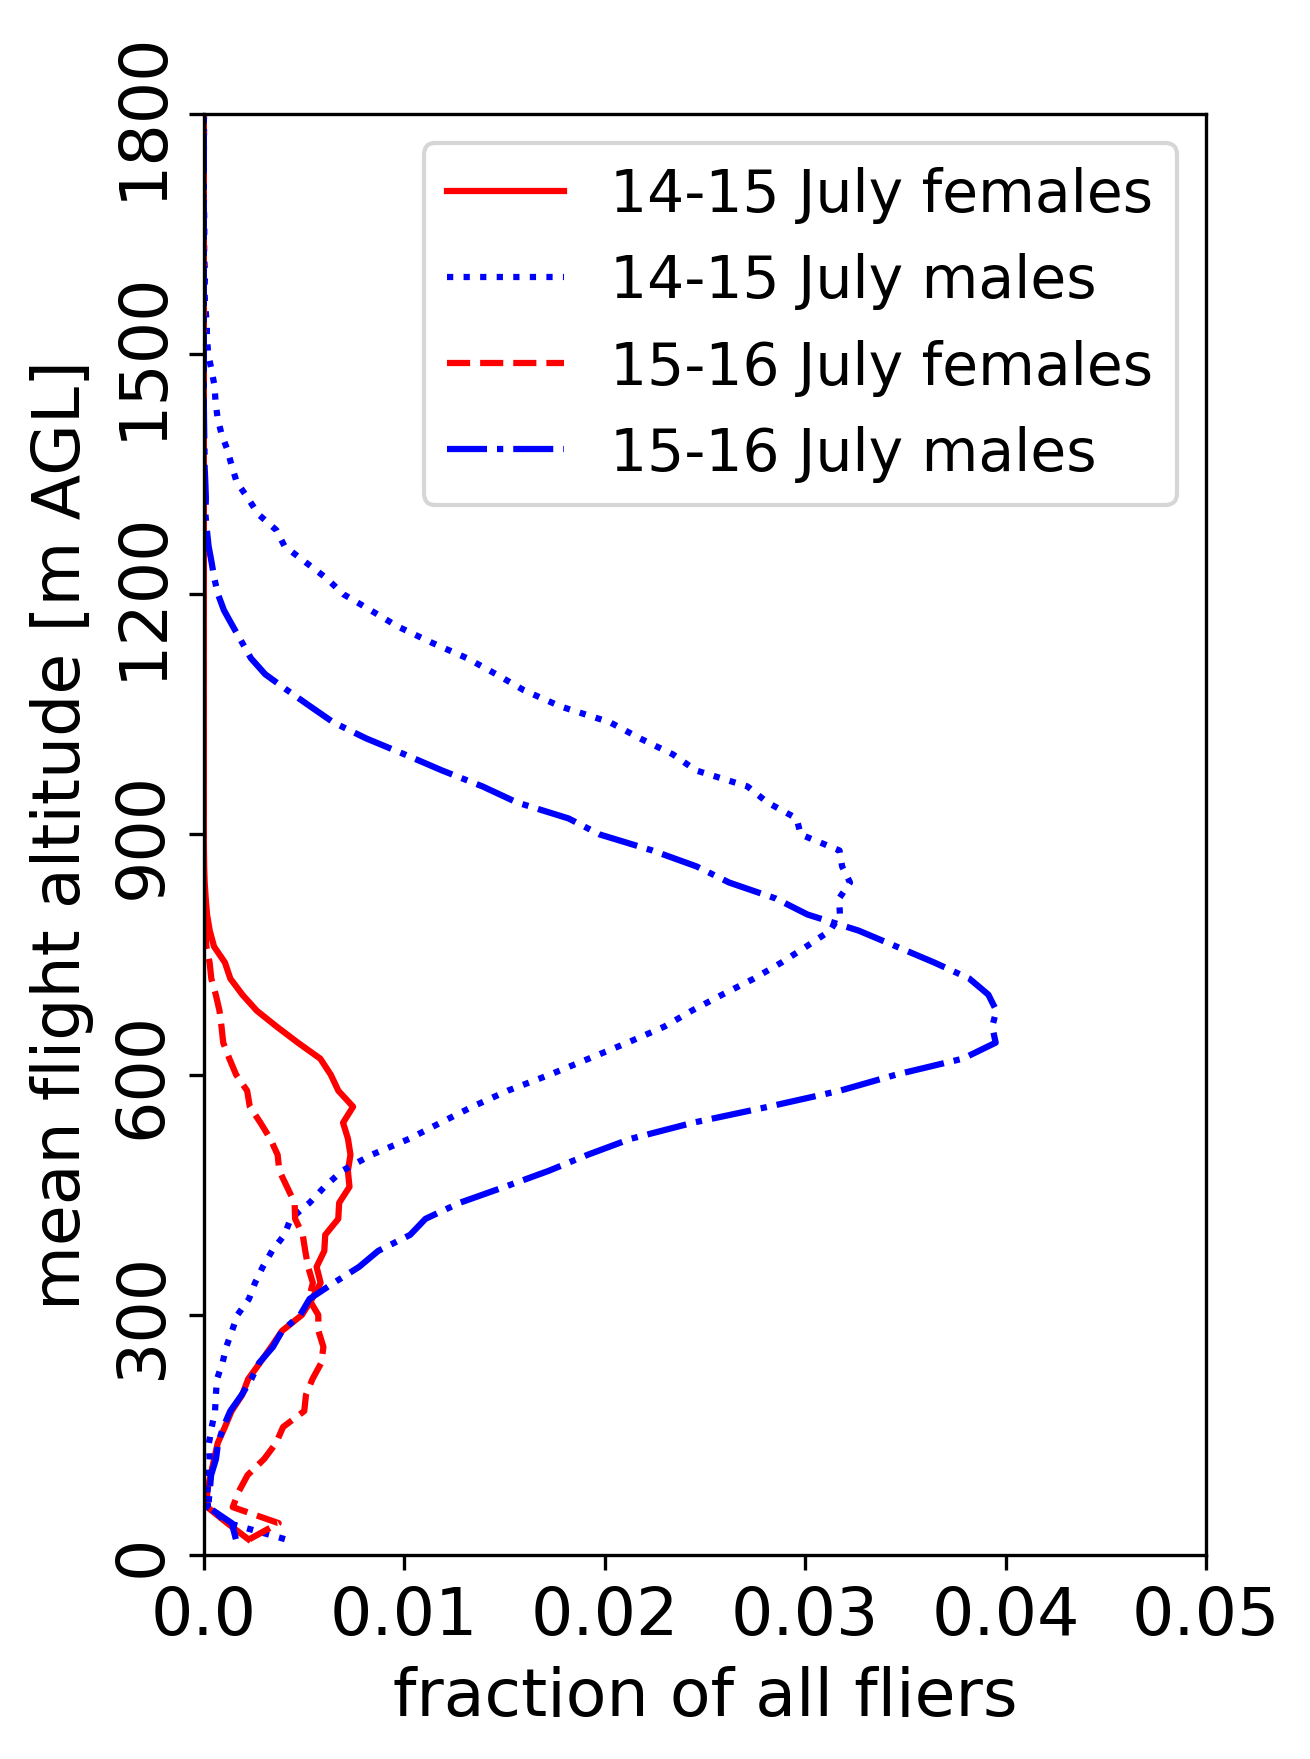 mean flight altitude [m AGL]
1800
1500
1200
900
600
300
0
14-15 July females
14-15 July males
15-16 July females
15-16 July males
0.0 0.01 0.02 0.03 0.04 0.05
fraction of all fliers